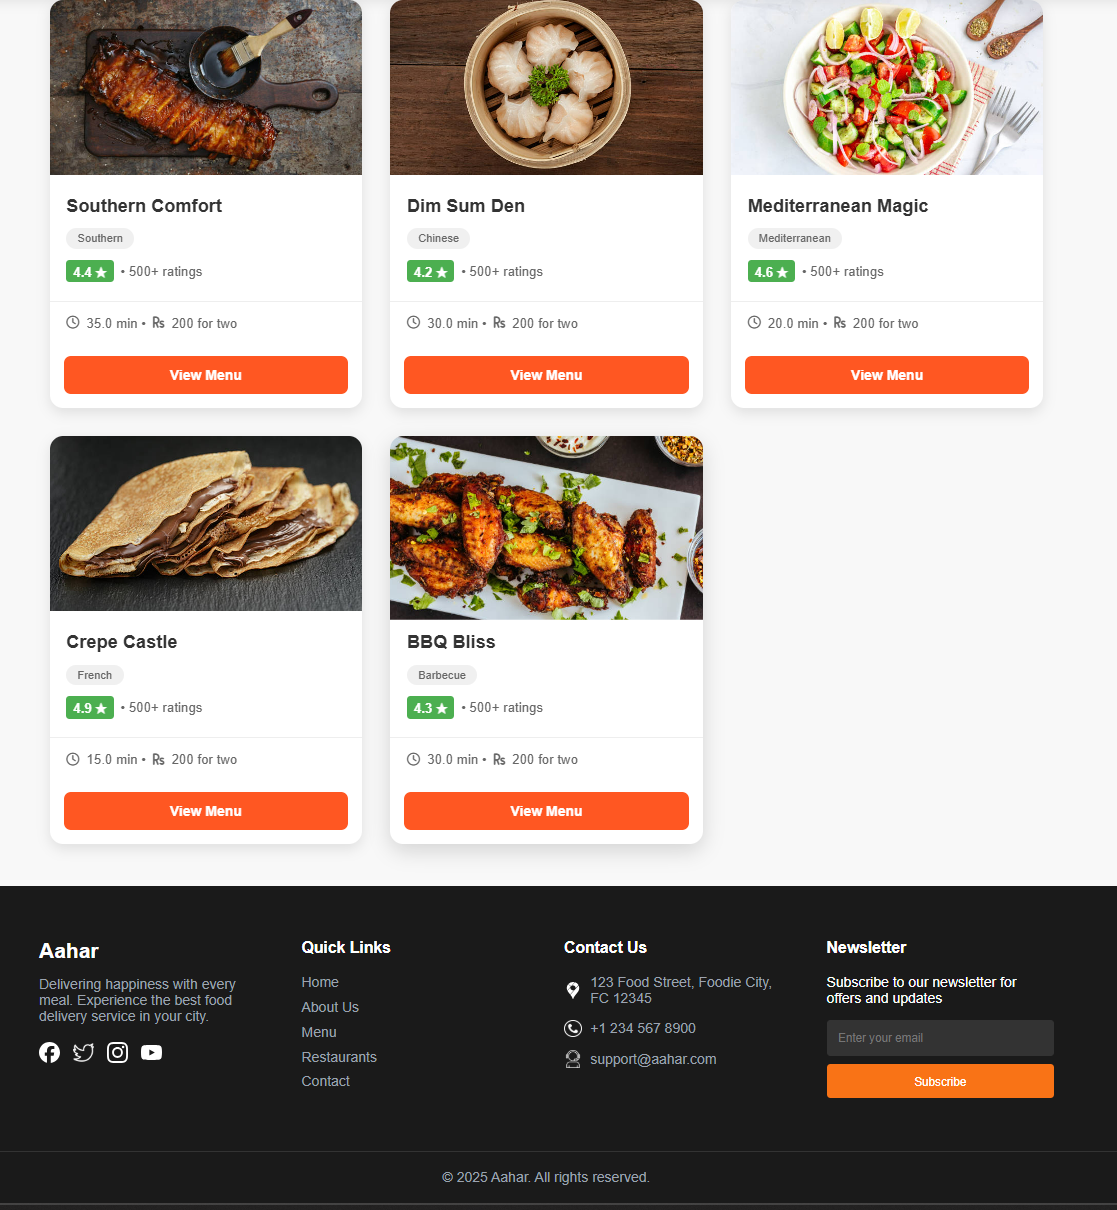 Southern Comfort
Southern
4.4 ★ • 500+ ratings
35.0 min • Rs 200 for two
View Menu
Dim Sum Den
Chinese
4.2 ★ • 500+ ratings
30.0 min • Rs 200 for two
View Menu
Mediterranean Magic
Mediterranean
4.6 ★ • 500+ ratings
20.0 min • Rs 200 for two
View Menu
Crepe Castle
French
4.9 ★ • 500+ ratings
15.0 min • Rs 200 for two
View Menu
BBQ Bliss
Barbecue
4.3 ★ • 500+ ratings
30.0 min • Rs 200 for two
View Menu
Aahar
Delivering happiness with every
meal. Experience the best food
delivery service in your city.
Quick Links
Home
About Us
Menu
Restaurants
Contact
Contact Us
123 Food Street, Foodie City,
FC 12345
+1 234 567 8900
support@aahar.com
Newsletter
Subscribe to our newsletter for
offers and updates
Enter your email
Subscribe
© 2025 Aahar. All rights reserved.